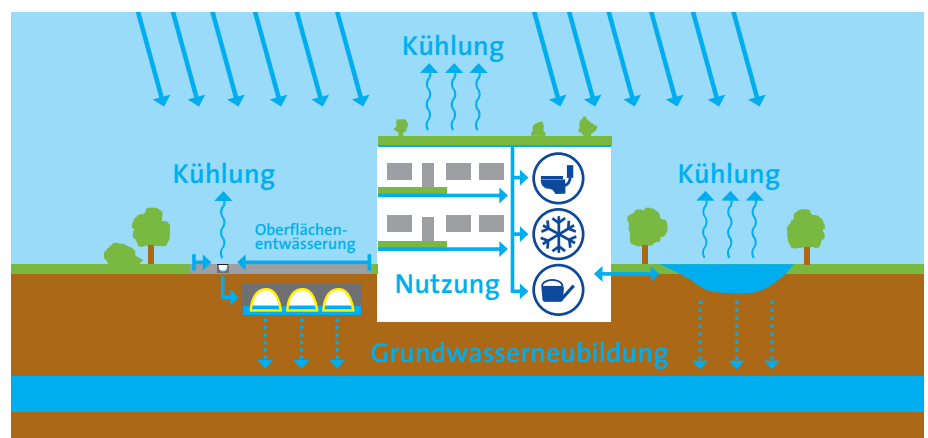 Kühlung
Kühlung
Kühlung
Oberflächen-
entwässerung
Nutzung
Grundwasserneubildung